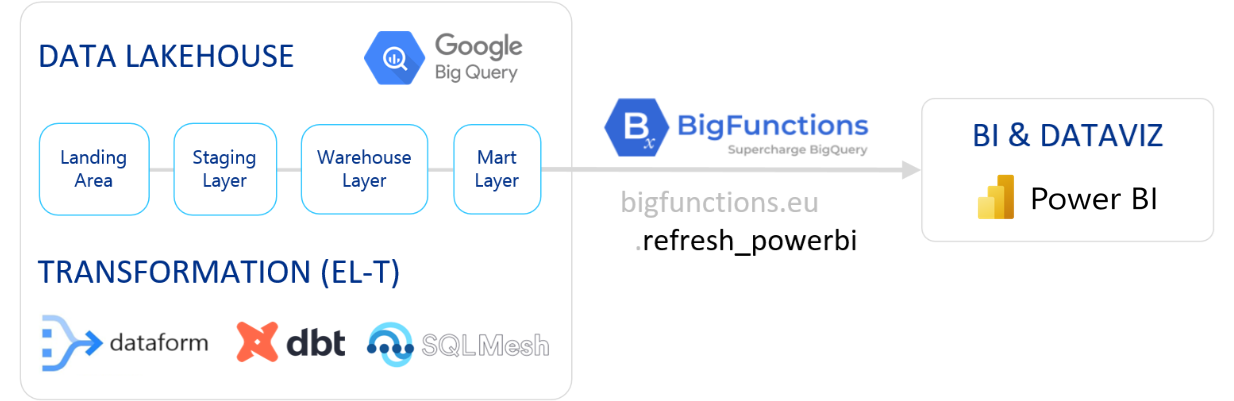 DATA LAKEHOUSE
Google
Big Query
Landing
Area
Staging
Layer
Warehouse
Layer
Mart
Layer
TRANSFORMATION (EL-T)
dataform
dbt
SQLMesh
Bx
BigFunctions
Supercharge BigQuery
bigfunctions.eu
.refresh_powerbi
BI & DATAVIZ
Power BI